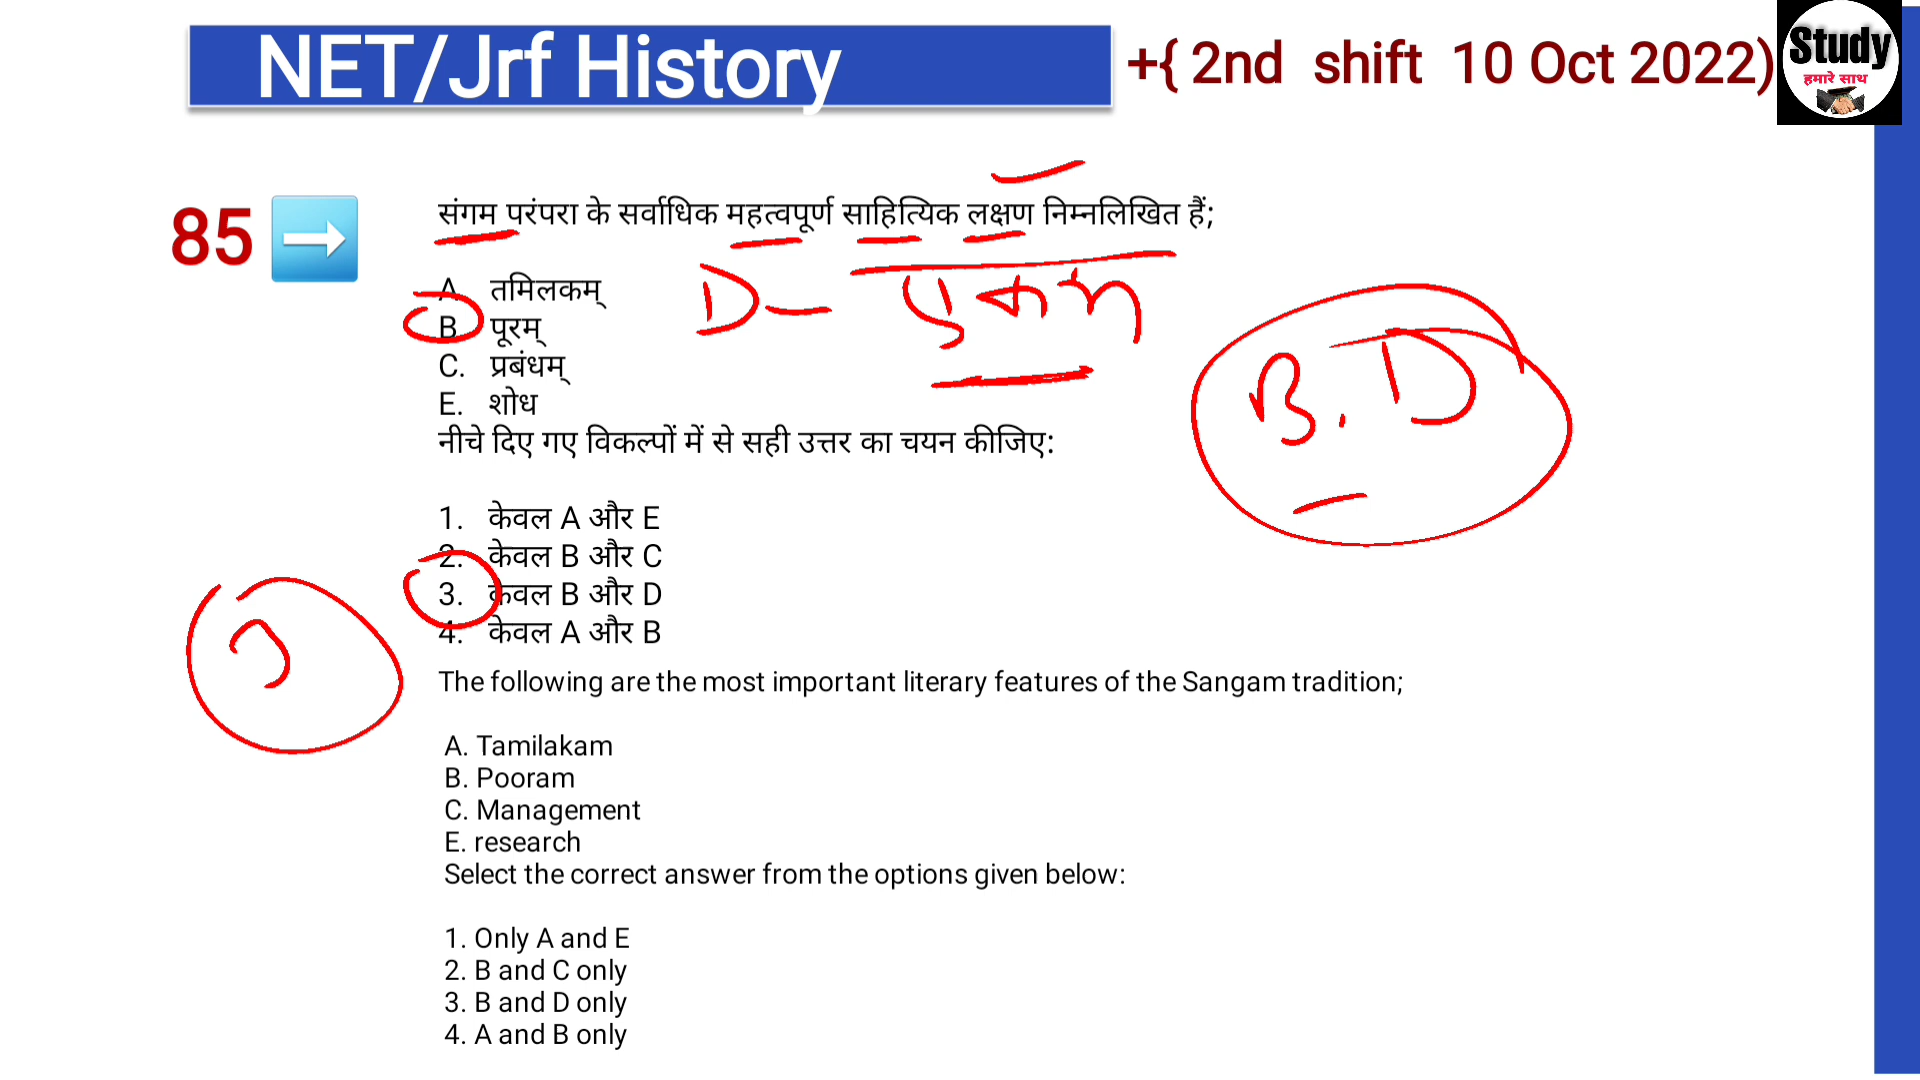 NET/Jrf History
+{ 2nd shift 10 Oct 2022)
Study
हमारे साथ
85
संगम परंपरा के सर्वाधिक महत्वपूर्ण साहित्यिक लक्षण निम्नलिखित हैं;
A. तमिलकम्
B. पूरम्
C. प्रबंधम्
E. शोध
D-
B. D
नीचे दिए गए विकल्पों में से सही उत्तर का चयन कीजिए:
1. केवल A और E
2. केवल B और C
3. केवल B और D
4. केवल A और B
The following are the most important literary features of the Sangam tradition;
A. Tamilakam
B. Pooram
C. Management
E. research
Select the correct answer from the options given below:
1. Only A and E
2. B and C only
3. B and D only
4. A and B only